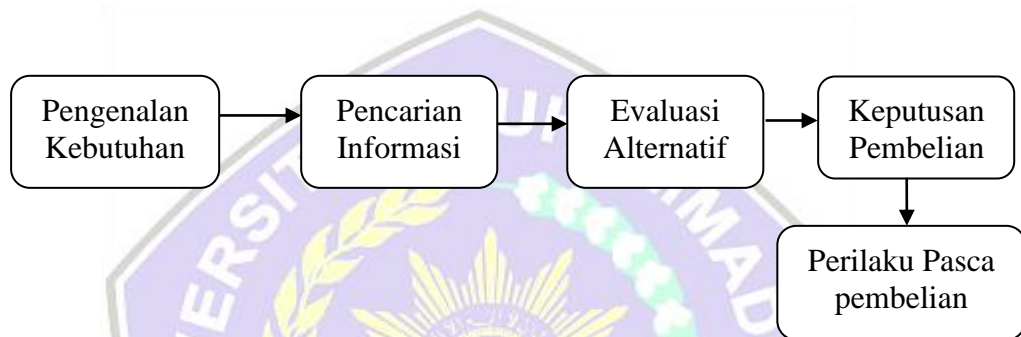 Pengenalan
Kebutuhan
Pencarian
Informasi
Evaluasi
Alternatif
Keputusan
Pembelian
Perilaku Pasca
pembelian